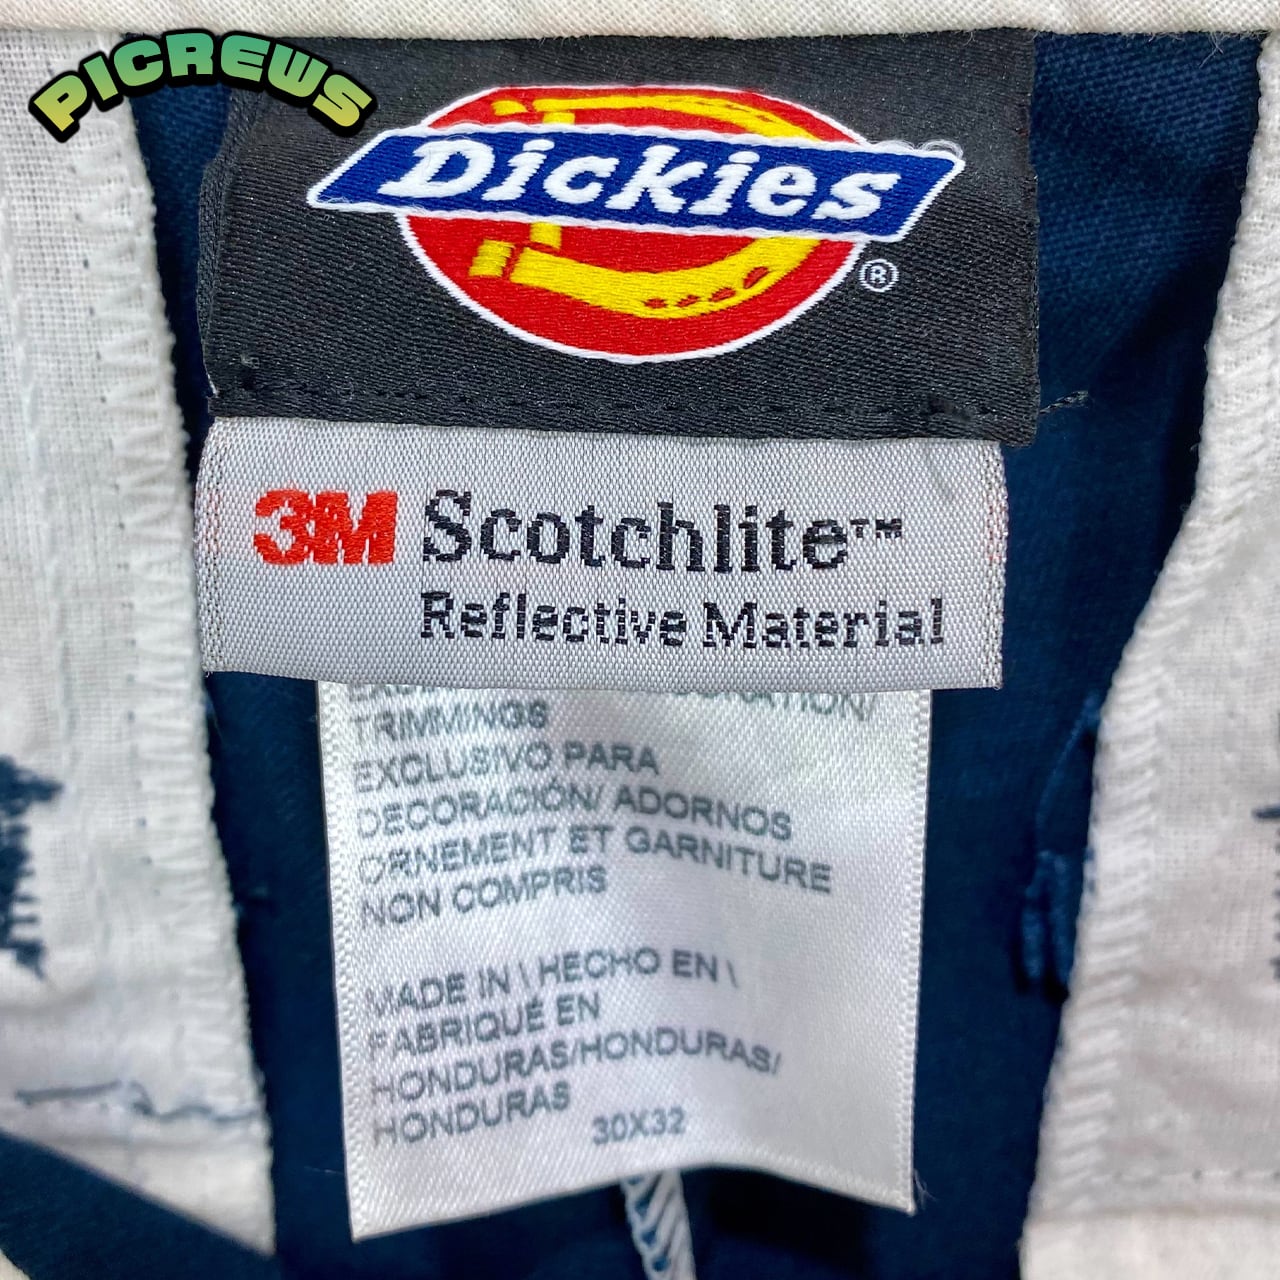 PICREWS
Dickies
®
3M Scotchlite™
Reflective Material
TRIMMINGS
EXCLUSIVO PARA
DECORACIÓN/ ADORNOS
ORNEMENT ET GARNITURE
NON COMPRIS
MADE IN \ HECHO EN \
FABRIQUÉ EN
HONDURAS/HONDURAS/
HONDURAS
30X32